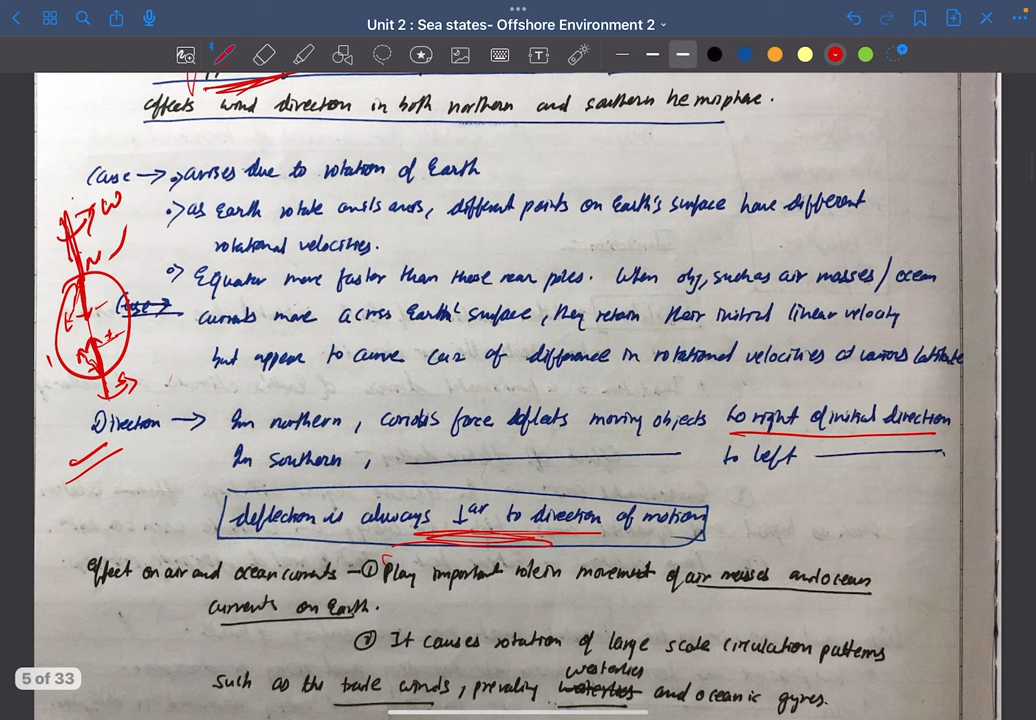 Unit 2 : Sea states- Offshore Environment 2
effects wind direction in both northern and southern hemisphere.
Case → •> arises due to rotation of Earth
•> as Earth rotate on its axis, different points on Earth's surface have different
rotational velocities.
•> Equator move faster than those near poles. When obj, such as air masses / ocean
currents move across Earth's surface, they retain their initial linear velocity
but appear to curve coz of difference in rotational velocities at various latitude
W
N
E
S
Direction → In northern, coriolis force deflects moving objects to right of initial direction
In southern, to left
deflection is always ⊥ar to direction of motion
effect on air and ocean currents - ① Play important role in movement of air masses and ocean
currents on Earth.
② It causes rotation of large scale circulation patterns
westerlies
such as the trade winds, prevailing and oceanic gyres.
5 of 33